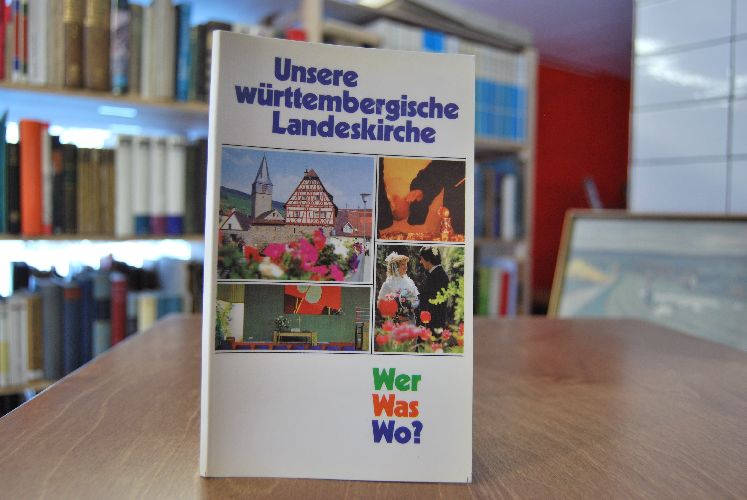 Unsere
württembergische
Landeskirche
Wer
Was
Wo?